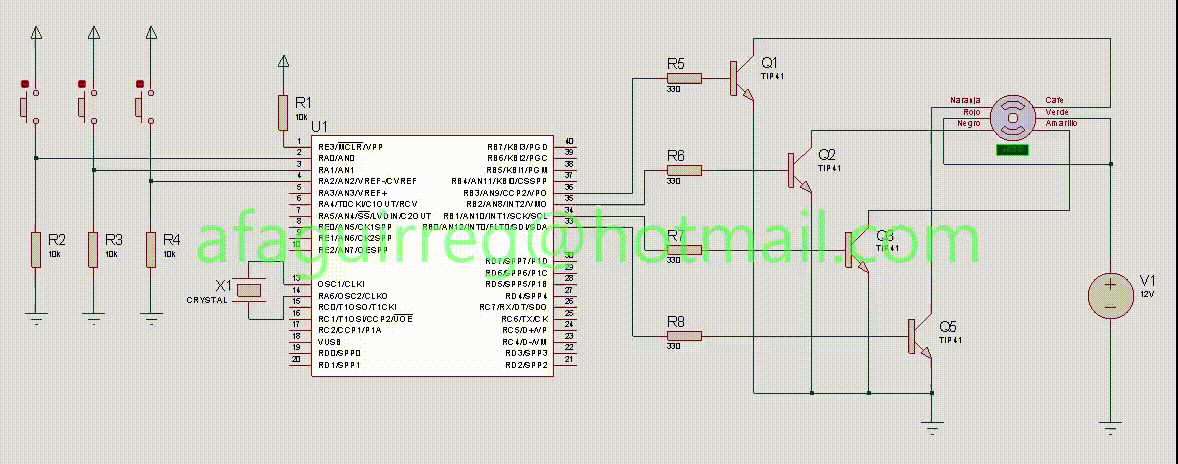 R1
10k
U1
R2
10k
R3
10k
R4
10k
X1
CRYSTAL
1 RE3/MCLR/VPP
2 RA0/AN0
3 RA1/AN1
4 RA2/AN2/VREF-/CVREF
5 RA3/AN3/VREF+
6 RA4/T0CKI/C1OUT/RCV
7 RA5/AN4/SS/LVDIN/C2OUT
8 RE0/AN5/CK1SPP
9 RE1/AN6/CK2SPP
10 RE2/AN7/OESPP
13 OSC1/CLKI
14 RA6/OSC2/CLKO
15 RC0/T1OSO/T1CKI
16 RC1/T1OSI/CCP2/UOE
17 RC2/CCP1/P1A
18 VUSB
19 RD0/SPP0
20 RD1/SPP1
RB7/KBI3/PGD 40
RB6/KBI2/PGC 39
RB5/KBI1/PGM 38
RB4/AN11/KBI0/CSSPP 37
RB3/AN9/CCP2/VPO 36
RB2/AN8/INT2/VMO 35
RB1/AN10/INT1/SCK/SCL 34
RB0/AN12/INT0/FLT0/SDI/SDA 33
RD7/SPP7/P1D 30
RD6/SPP6/P1C 29
RD5/SPP5/P1B 28
RD4/SPP4 27
RC7/RX/DT/SDO 26
RC6/TX/CK 25
RC5/D+/VP 24
RC4/D-/VM 23
RD3/SPP3 22
RD2/SPP2 21
afaguirreg@hotmail.com
R5
330
R6
330
R7
330
R8
330
Q1
TIP41
Q2
TIP41
Q3
TIP41
Q5
TIP41
Naranja
Rojo
Negro
Cafe
Verde
Amarillo
V1
12V